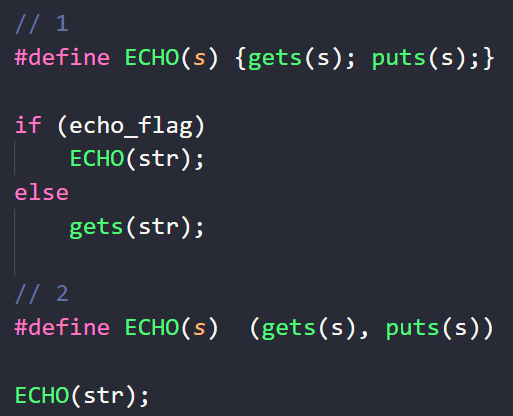 // 1
#define ECHO(s) {gets(s); puts(s);}
if (echo_flag)
ECHO(str);
else
gets(str);
// 2
#define ECHO(s)  (gets(s), puts(s))
ECHO(str);